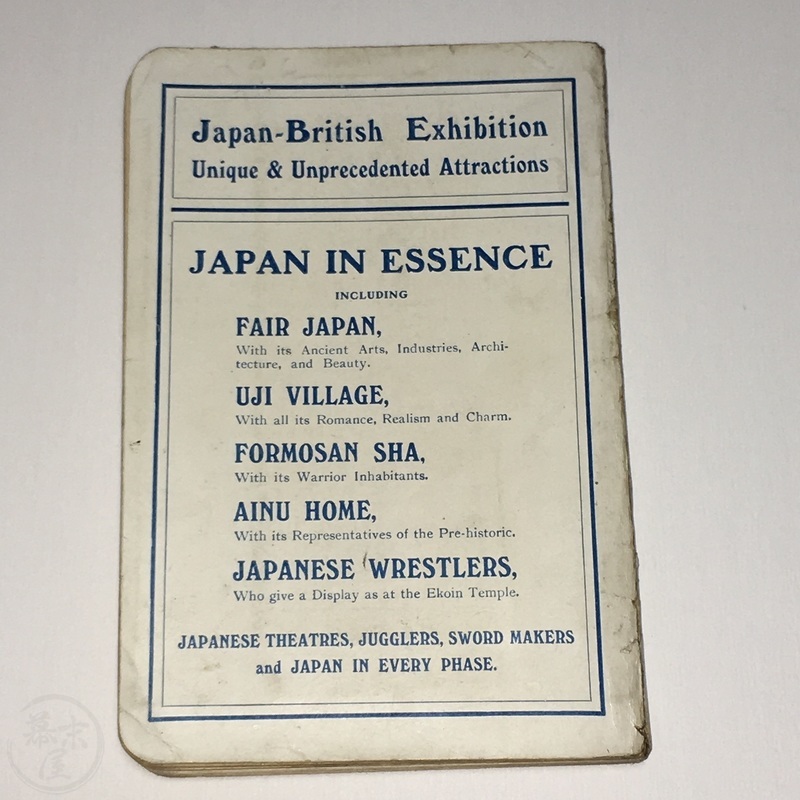 Japan-British Exhibition
Unique & Unprecedented Attractions
JAPAN IN ESSENCE
INCLUDING
FAIR JAPAN,
With its Ancient Arts, Industries, Archi-
tecture, and Beauty.
UJI VILLAGE,
With all its Romance, Realism and Charm.
FORMOSAN SHA,
With its Warrior Inhabitants.
AINU HOME,
With its Representatives of the Pre-historic.
JAPANESE WRESTLERS,
Who give a Display as at the Ekoin Temple.
JAPANESE THEATRES, JUGGLERS, SWORD MAKERS
and JAPAN IN EVERY PHASE.
幕末屋